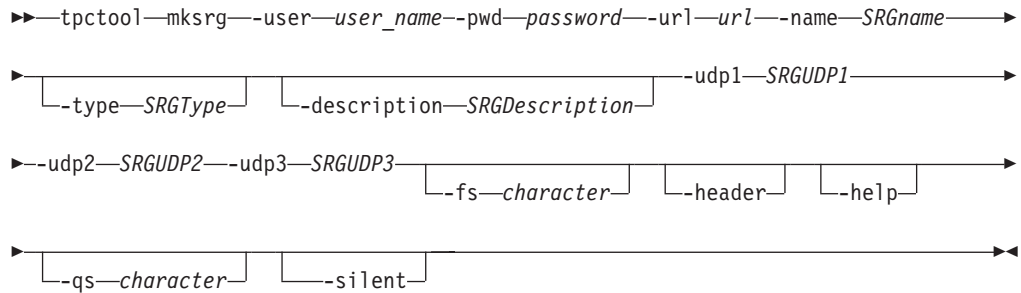 tpctool mksrg -user user_name -pwd password -url url -name SRGname
-type SRGType -description SRGDescription -udp1 SRGUDP1
-udp2 SRGUDP2 -udp3 SRGUDP3 -fs character -header -help
-qs character -silent